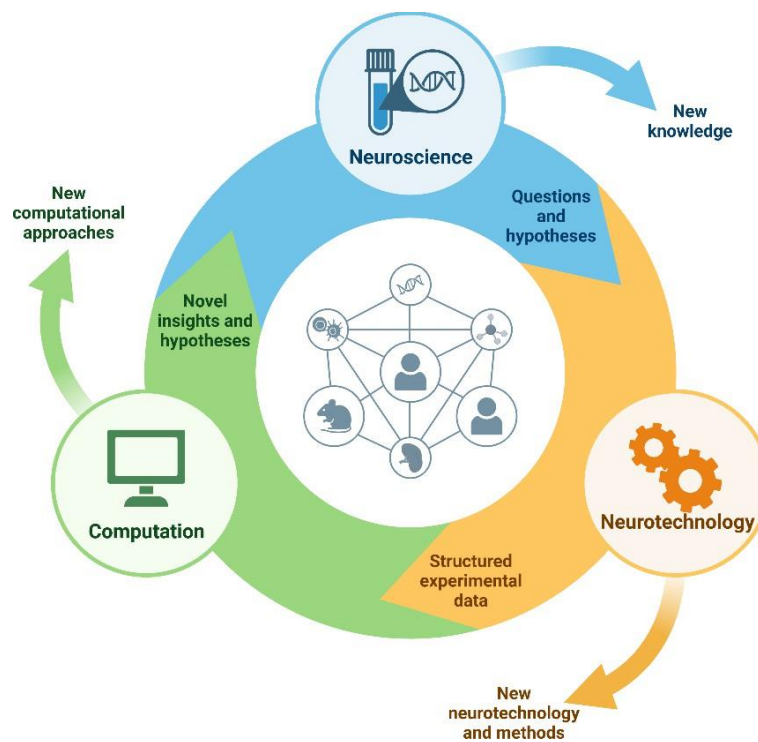 Neuroscience
New
knowledge
Questions
and
hypotheses
New
computational
approaches
Novel
insights and
hypotheses
Computation
Neurotechnology
Structured
experimental
data
New
neurotechnology
and methods